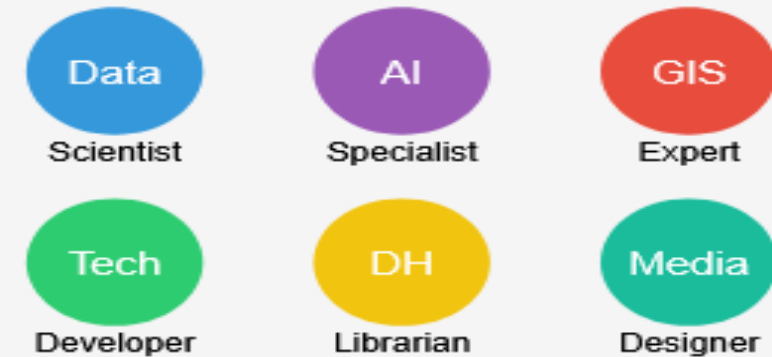 Data
Scientist
AI
Specialist
GIS
Expert
Tech
Developer
DH
Librarian
Media
Designer